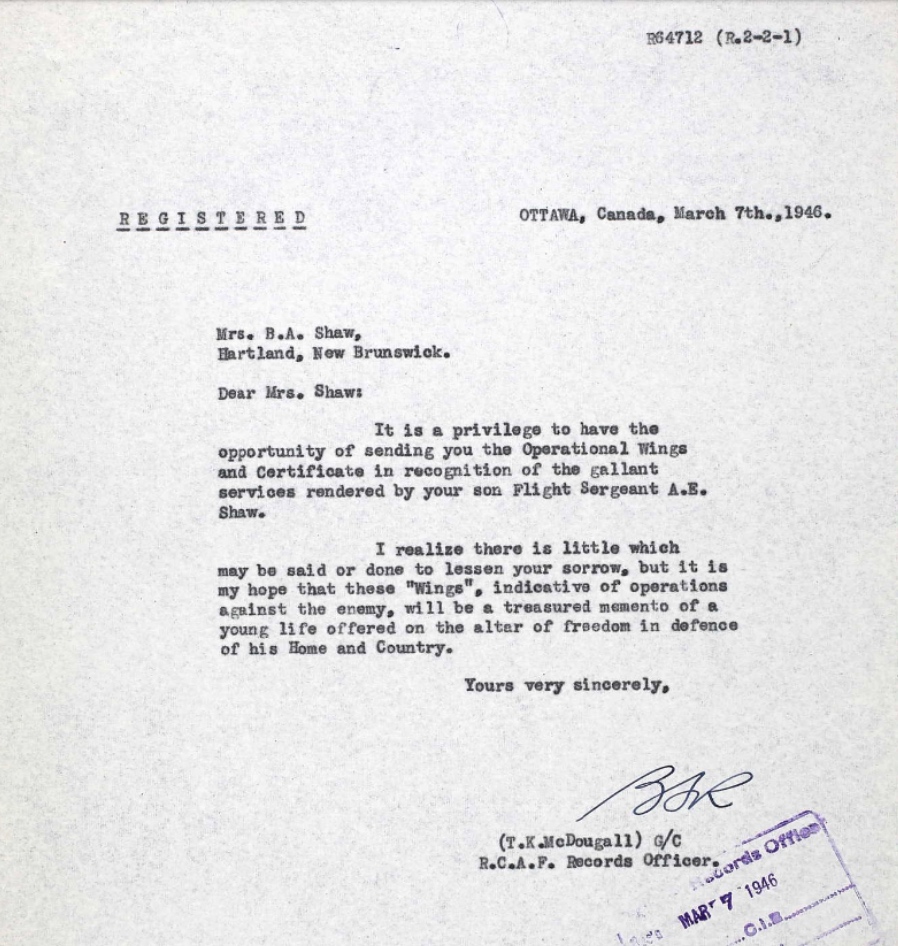 R64712 (R.2-2-1)
REGISTERED
OTTAWA, Canada, March 7th.,1946.
Mrs. B.A. Shaw,
Hartland, New Brunswick.
Dear Mrs. Shaw:
It is a privilege to have the
opportunity of sending you the Operational Wings
and Certificate in recognition of the gallant
services rendered by your son Flight Sergeant A.E.
Shaw.
I realize there is little which
may be said or done to lessen your sorrow, but it is
my hope that these "Wings", indicative of operations
against the enemy, will be a treasured memento of a
young life offered on the altar of freedom in defence
of his Home and Country.
Yours very sincerely,
(T.K.McDougall) G/C
R.C.A.F. Records Officer.
Records Officer
MAR 7 1946